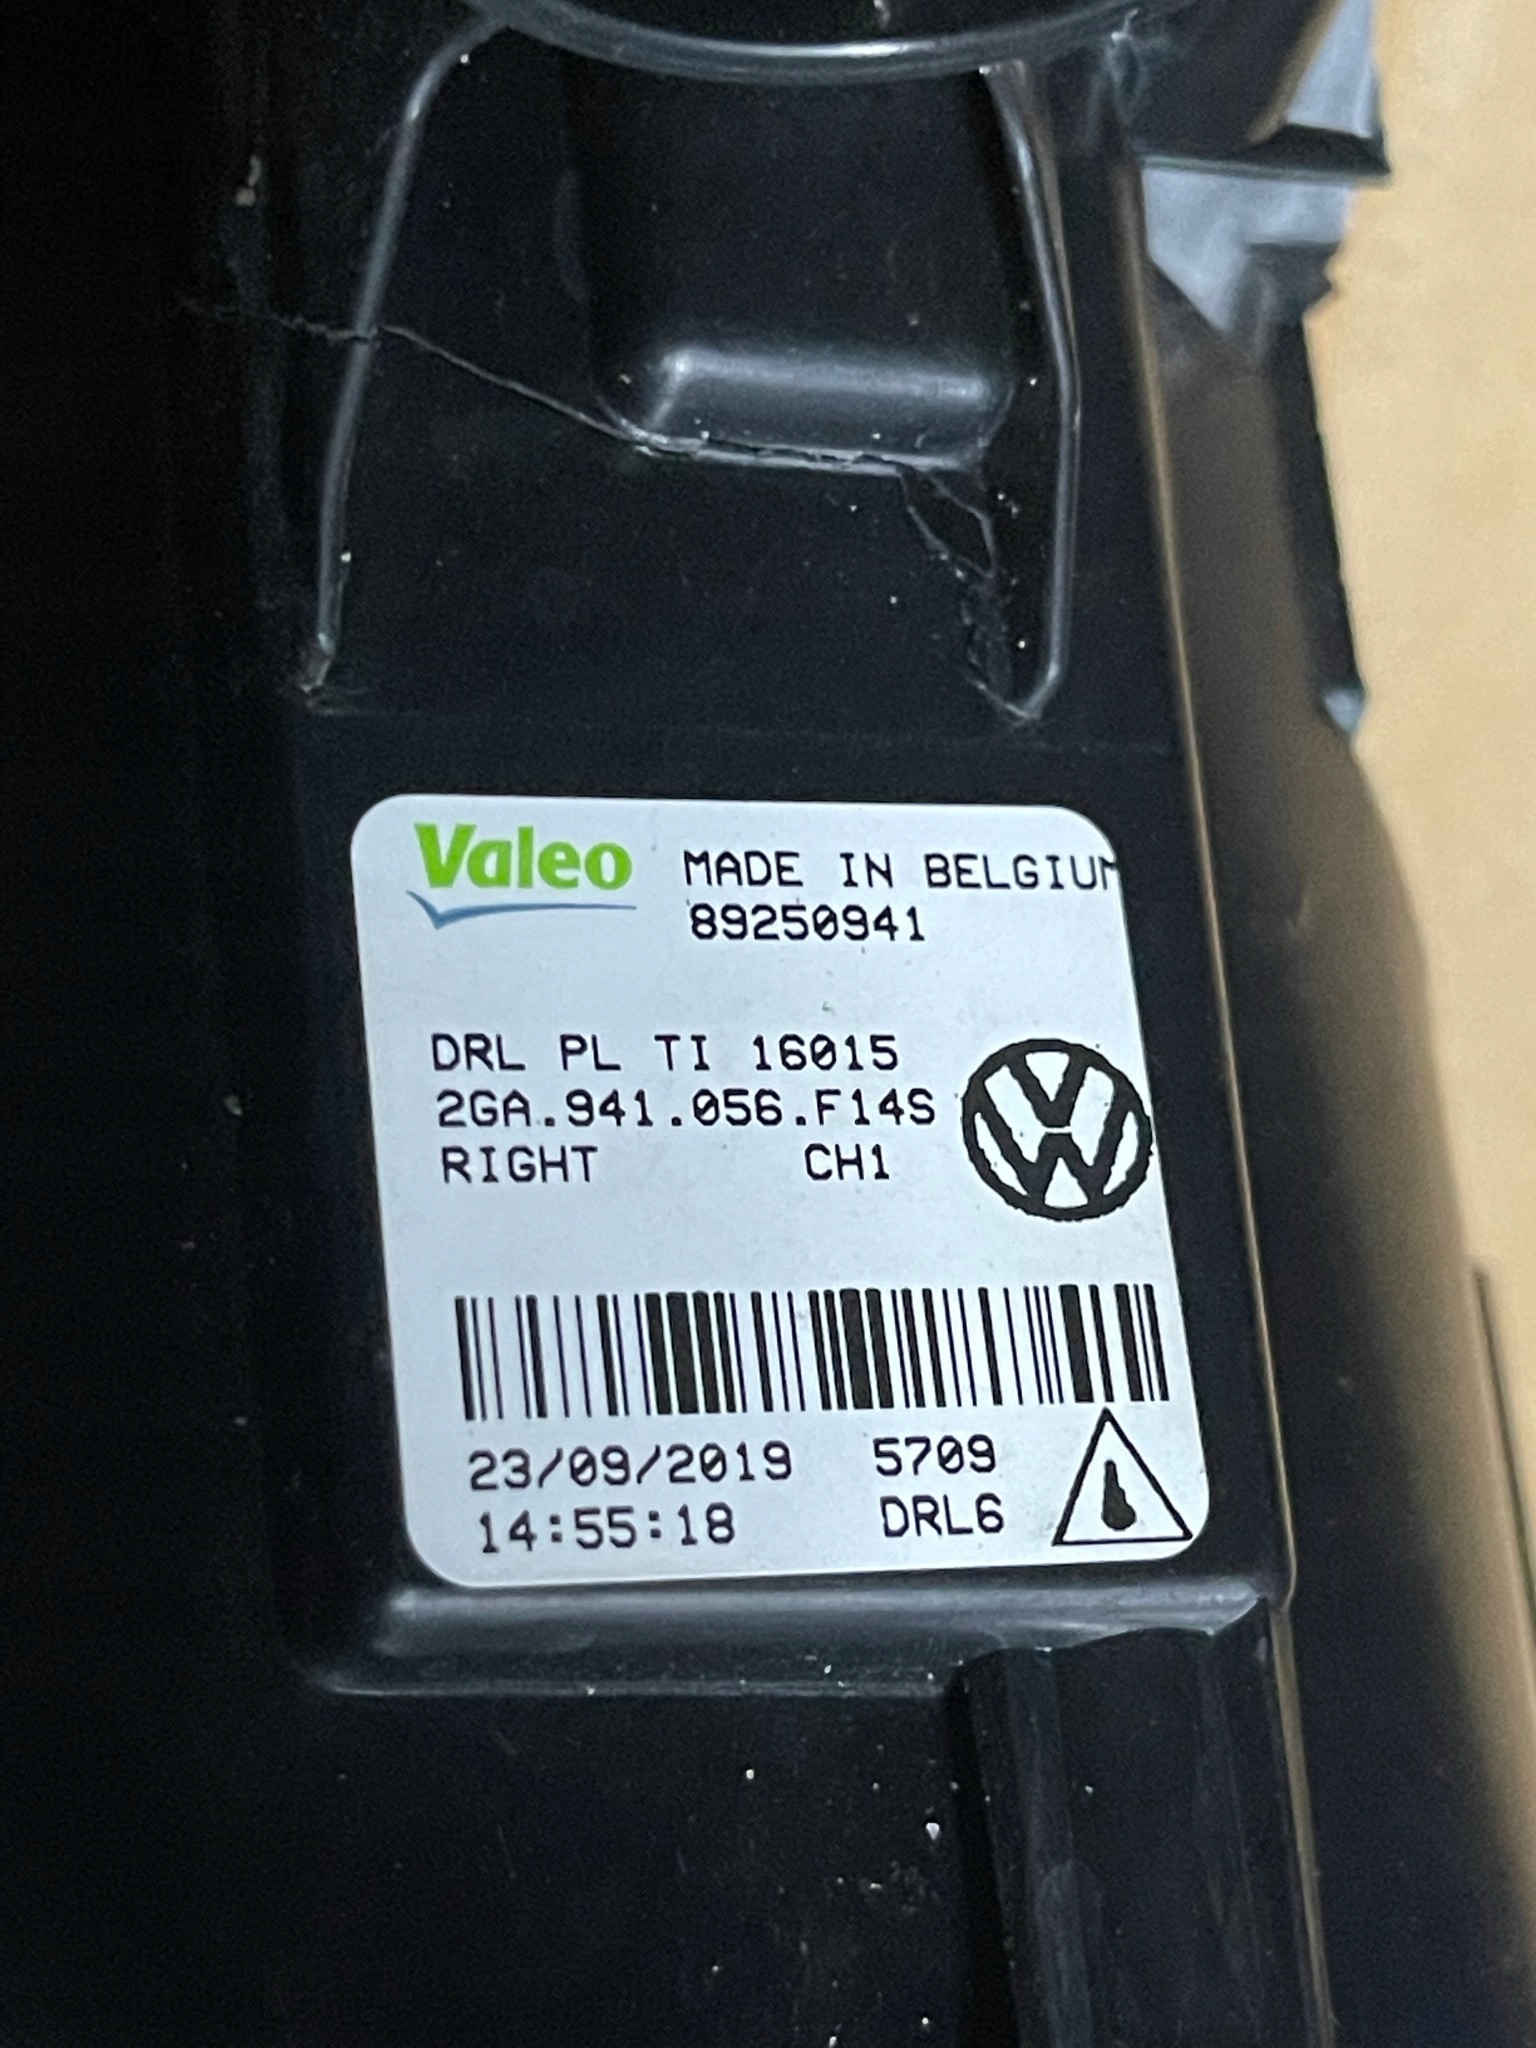 Valeo MADE IN BELGIUM
89250941
DRL PL TI 16015
2GA.941.056.F14S
RIGHT CH1
23/09/2019 5709
14:55:18 DRL6